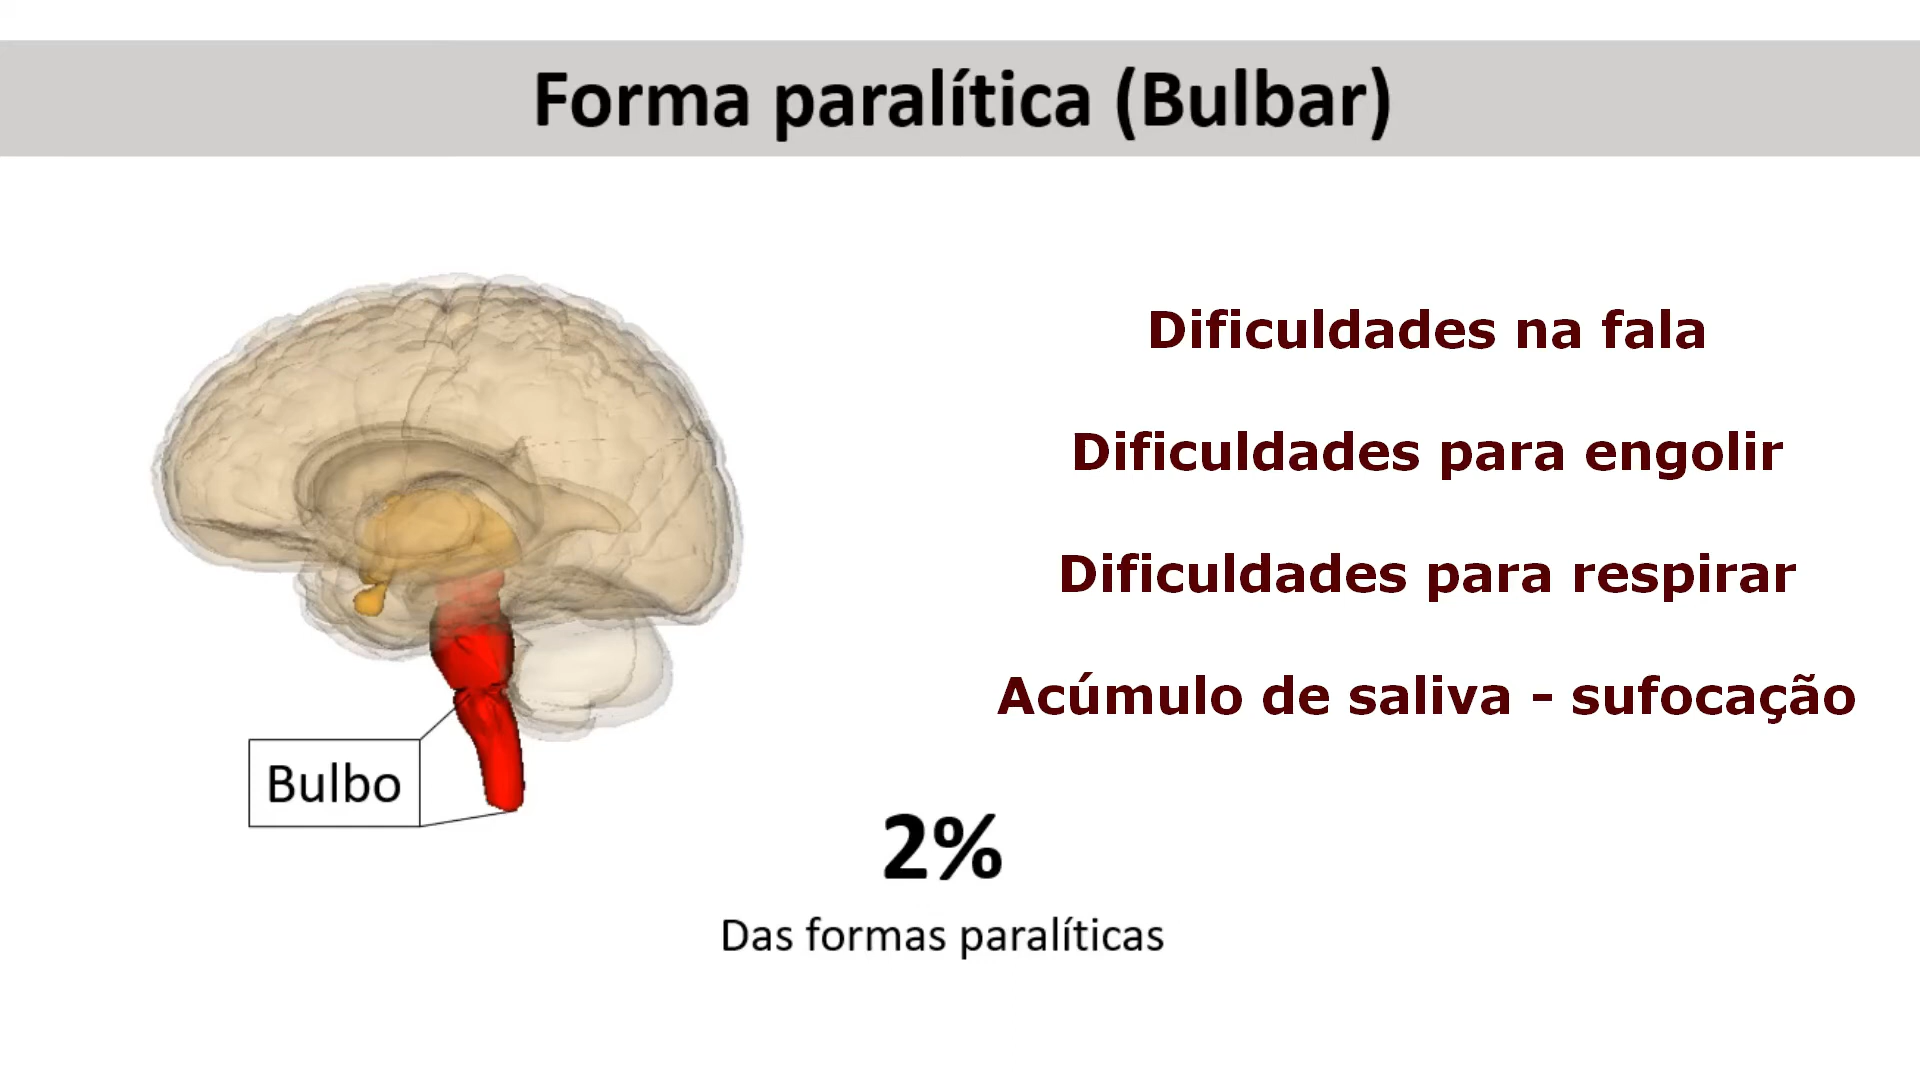 Forma paralítica (Bulbar)
Dificuldades na fala
Dificuldades para engolir
Dificuldades para respirar
Acúmulo de saliva - sufocação
Bulbo
2%
Das formas paralíticas